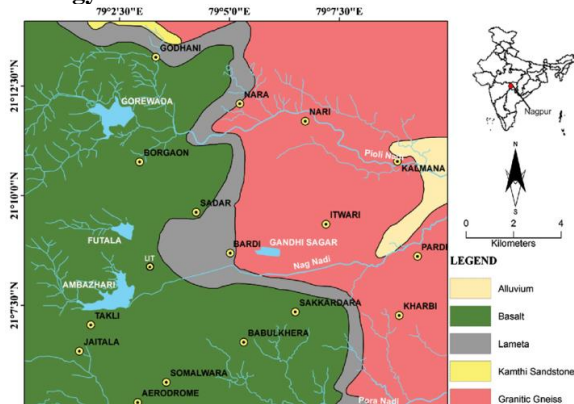 79°2'30"E
79°5'0"E
79°7'30"E
GODHANI
21°12'30"N
GOREWADA
NARA
NARI
Nagpur
BORGAON
Pioli Nadi
KALMANA
21°10'0"N
SADAR
ITWARI
N
S
FUTALA
BARDI
GANDHI SAGAR
PARDI
4 2 0 4
Kilometers
UT
Nag Nadi
LEGEND
AMBAZHARI
Alluvium
21°7'30"N
SAKKARDARA
KHARBI
Basalt
TAKLI
BABULKHERA
Lameta
JAITALA
Kamthi Sandstone
SOMALWARA
AERODROME
Pora Nadi
Granitic Gneiss